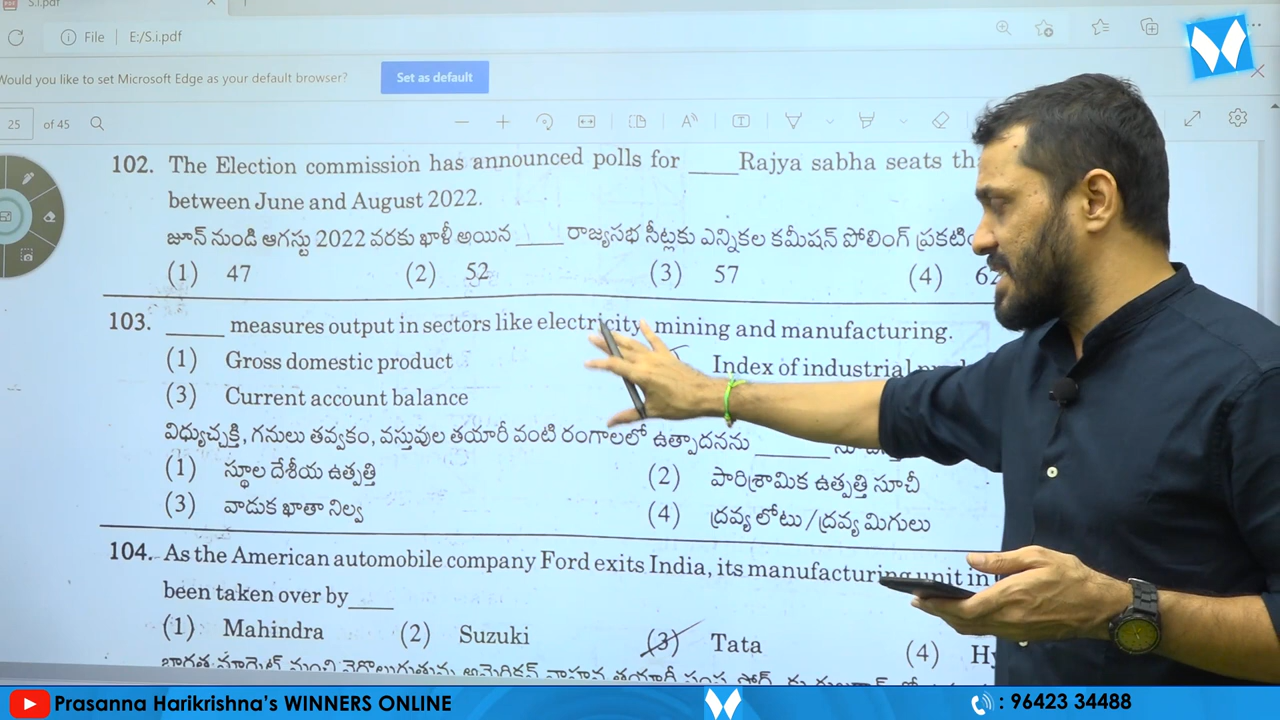 S.i.pdf
File E:/S.i.pdf
Would you like to set Microsoft Edge as your default browser? Set as default
25 of 45
102. The Election commission has announced polls for ____Rajya sabha seats
between June and August 2022.
జూన్ నుండి ఆగస్టు 2022 వరకు ఖాళీ అయిన ____ రాజ్యసభ సీట్లకు ఎన్నికల కమీషన్ పోలింగ్
(1) 47 (2) 52 (3) 57 (4)
103. ____ measures output in sectors like electricity, mining and manufacturing.
(1) Gross domestic product Index of industrial
(3) Current account balance
విధ్యుచ్ఛక్తి, గనులు తవ్వకం, వస్తువుల తయారీ వంటి రంగాలలో ఉత్పాదనను ____
(1) స్థూల దేశీయ ఉత్పత్తి (2) పారిశ్రామిక ఉత్పత్తి సూచీ
(3) వాడుక ఖాతా నిల్వ (4) ద్రవ్య లోటు/ద్రవ్య మిగులు
104. As the American automobile company Ford exits India, its manufacturing unit in
been taken over by____
(1) Mahindra (2) Suzuki (3) Tata (4)
Prasanna Harikrishna's WINNERS ONLINE : 96423 34488